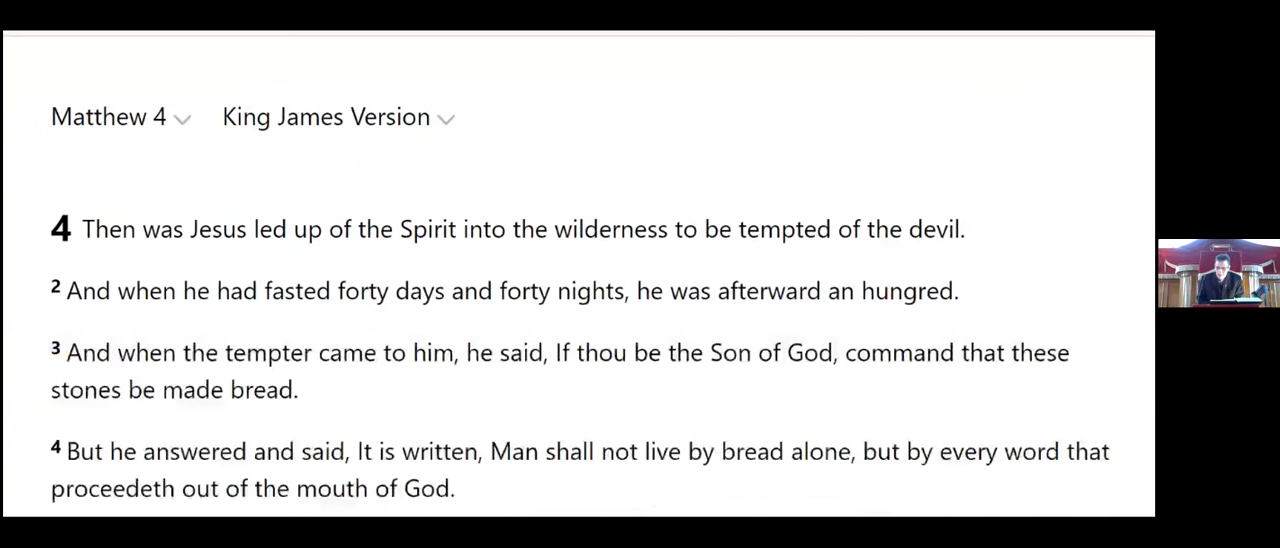 Matthew 4 King James Version
4 Then was Jesus led up of the Spirit into the wilderness to be tempted of the devil.
2 And when he had fasted forty days and forty nights, he was afterward an hungred.
3 And when the tempter came to him, he said, If thou be the Son of God, command that these
stones be made bread.
4 But he answered and said, It is written, Man shall not live by bread alone, but by every word that
proceedeth out of the mouth of God.